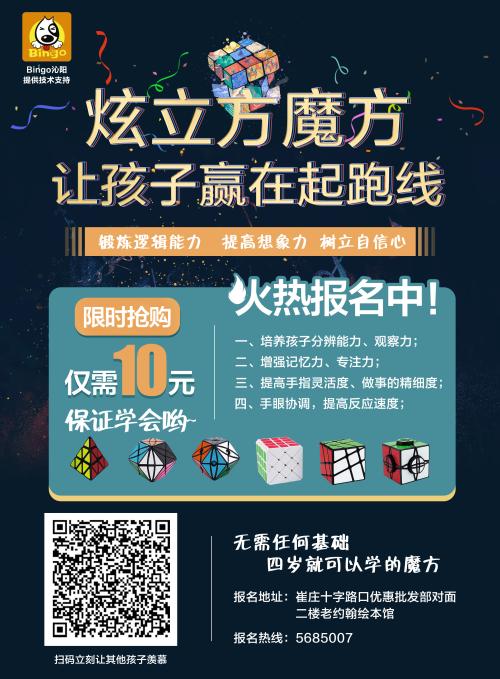 Bingo
Bingo沁阳
提供技术支持
炫立方魔方
让孩子赢在起跑线
锻炼逻辑能力 提高想象力 树立自信心
火热报名中!
限时抢购
仅需10元
保证学会哟~
一、培养孩子分辨能力、观察力;
二、增强记忆力、专注力;
三、提高手指灵活度、做事的精细度;
四、手眼协调,提高反应速度;
无需任何基础
四岁就可以学的魔方
报名地址:崔庄十字路口优惠批发部对面
二楼老约翰绘本馆
报名热线:5685007
扫码立刻让其他孩子羡慕